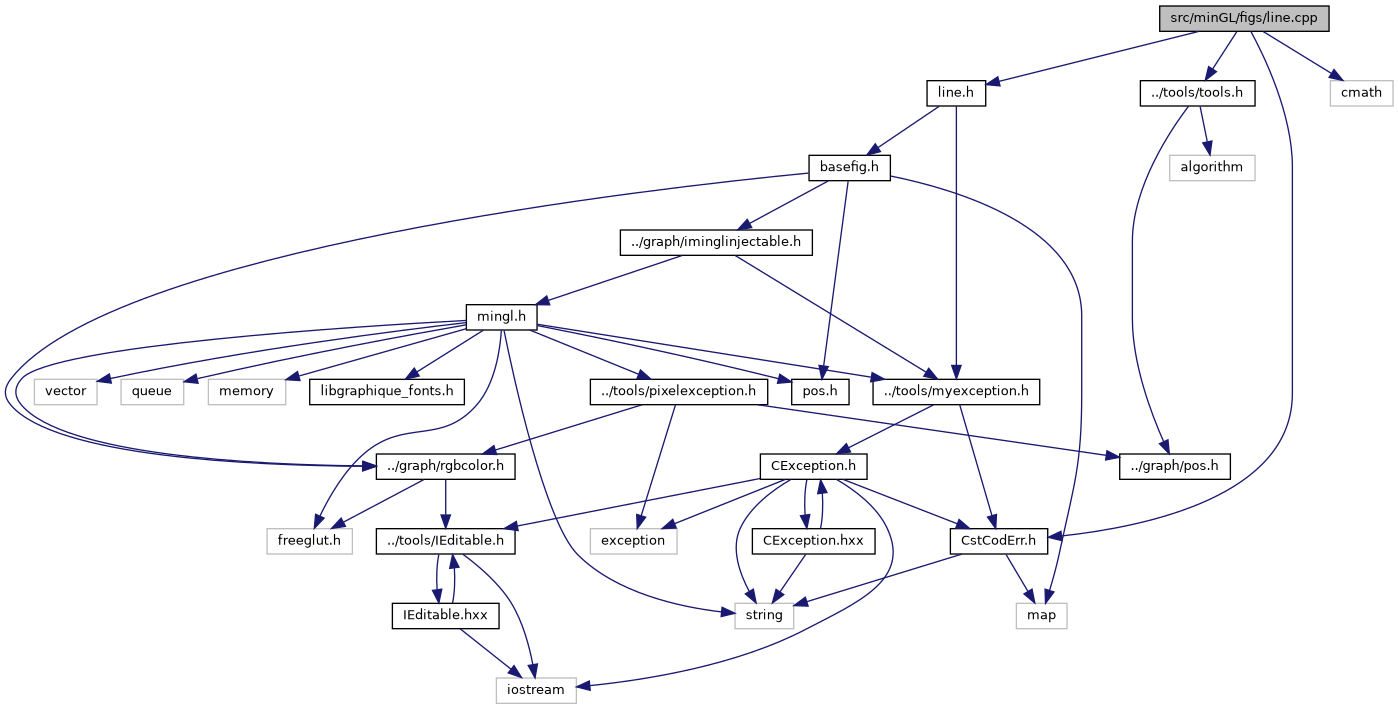 src/minGL/figs/line.cpp
line.h
../tools/tools.h
cmath
basefig.h
algorithm
../graph/iminglinjectable.h
mingl.h
vector
queue
memory
libgraphique_fonts.h
../tools/pixelexception.h
pos.h
../tools/myexception.h
../graph/rgbcolor.h
CException.h
../graph/pos.h
freeglut.h
../tools/IEditable.h
exception
CException.hxx
CstCodErr.h
IEditable.hxx
string
map
iostream